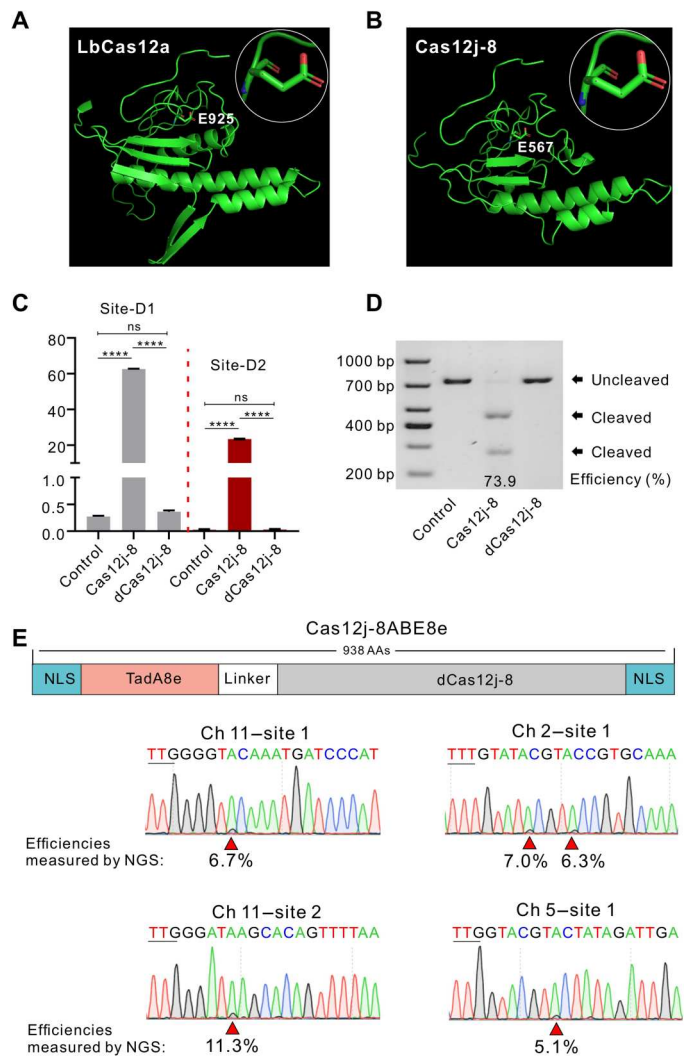 A
LbCas12a
E925
B
Cas12j-8
E567
C
Site-D1
ns
**** ****
Site-D2
ns
**** ****
80
60
40
20
1.0
0.5
0.0
Control
Cas12j-8
dCas12j-8
Control
Cas12j-8
dCas12j-8
D
1000 bp
700 bp
400 bp
200 bp
Uncleaved
Cleaved
Cleaved
73.9
Efficiency (%)
Control
Cas12j-8
dCas12j-8
E
Cas12j-8ABE8e
938 AAs
NLS TadA8e Linker dCas12j-8 NLS
Ch 11–site 1
TTGGGGTACAAATGATCCCAT
Efficiencies
measured by NGS: 6.7%
Ch 2–site 1
TTTGTATACGTACCGTGCAAA
7.0% 6.3%
Ch 11–site 2
TTGGGATAAGCACAGTTTTAA
Efficiencies
measured by NGS: 11.3%
Ch 5–site 1
TTGGTACGTACTATAGATTGA
5.1%